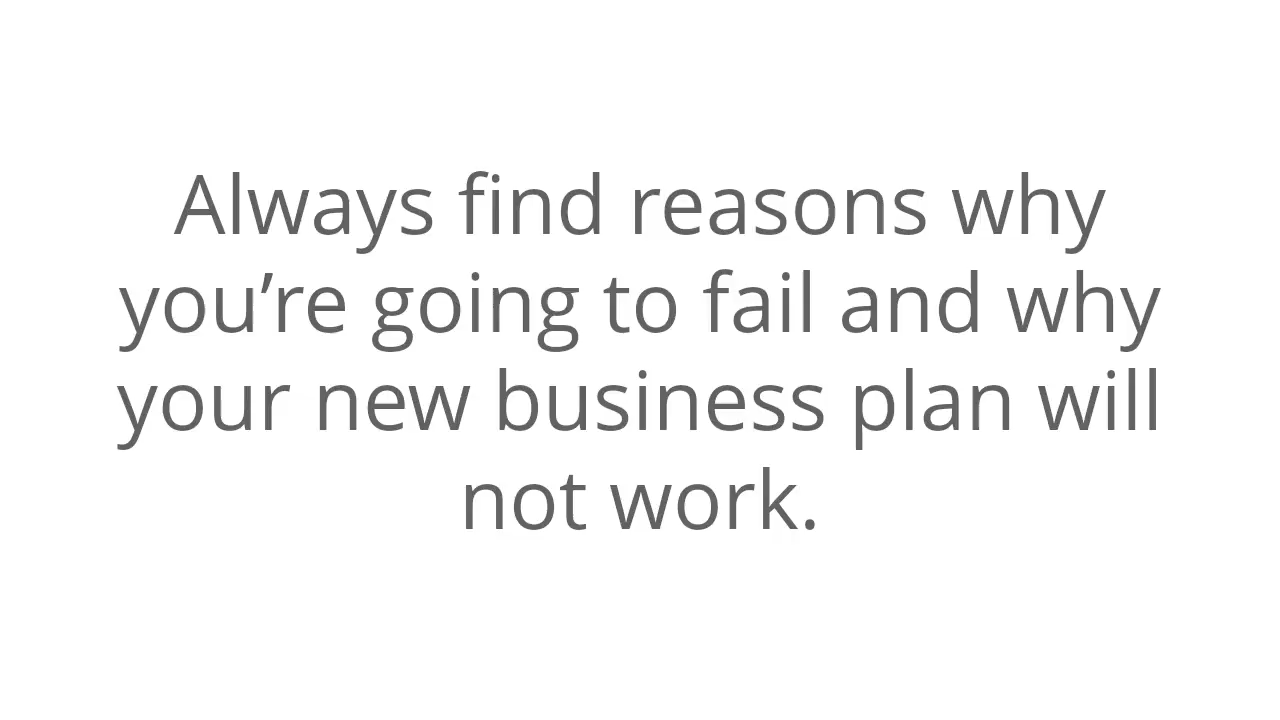 Always find reasons why
you’re going to fail and why
your new business plan will
not work.